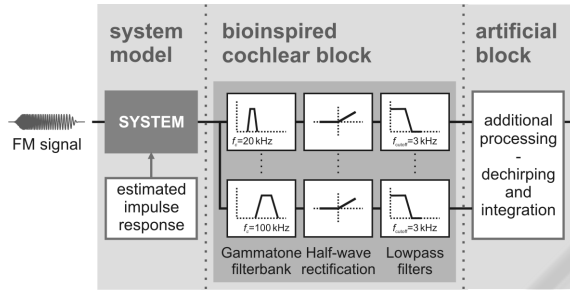 system
model
bioinspired
cochlear block
artificial
block
FM signal
SYSTEM
estimated
impulse
response
fc=20 kHz
fcutoff=3 kHz
fc=100 kHz
fcutoff=3 kHz
Gammatone
filterbank
Half-wave
rectification
Lowpass
filters
additional
processing
-
dechirping
and
integration